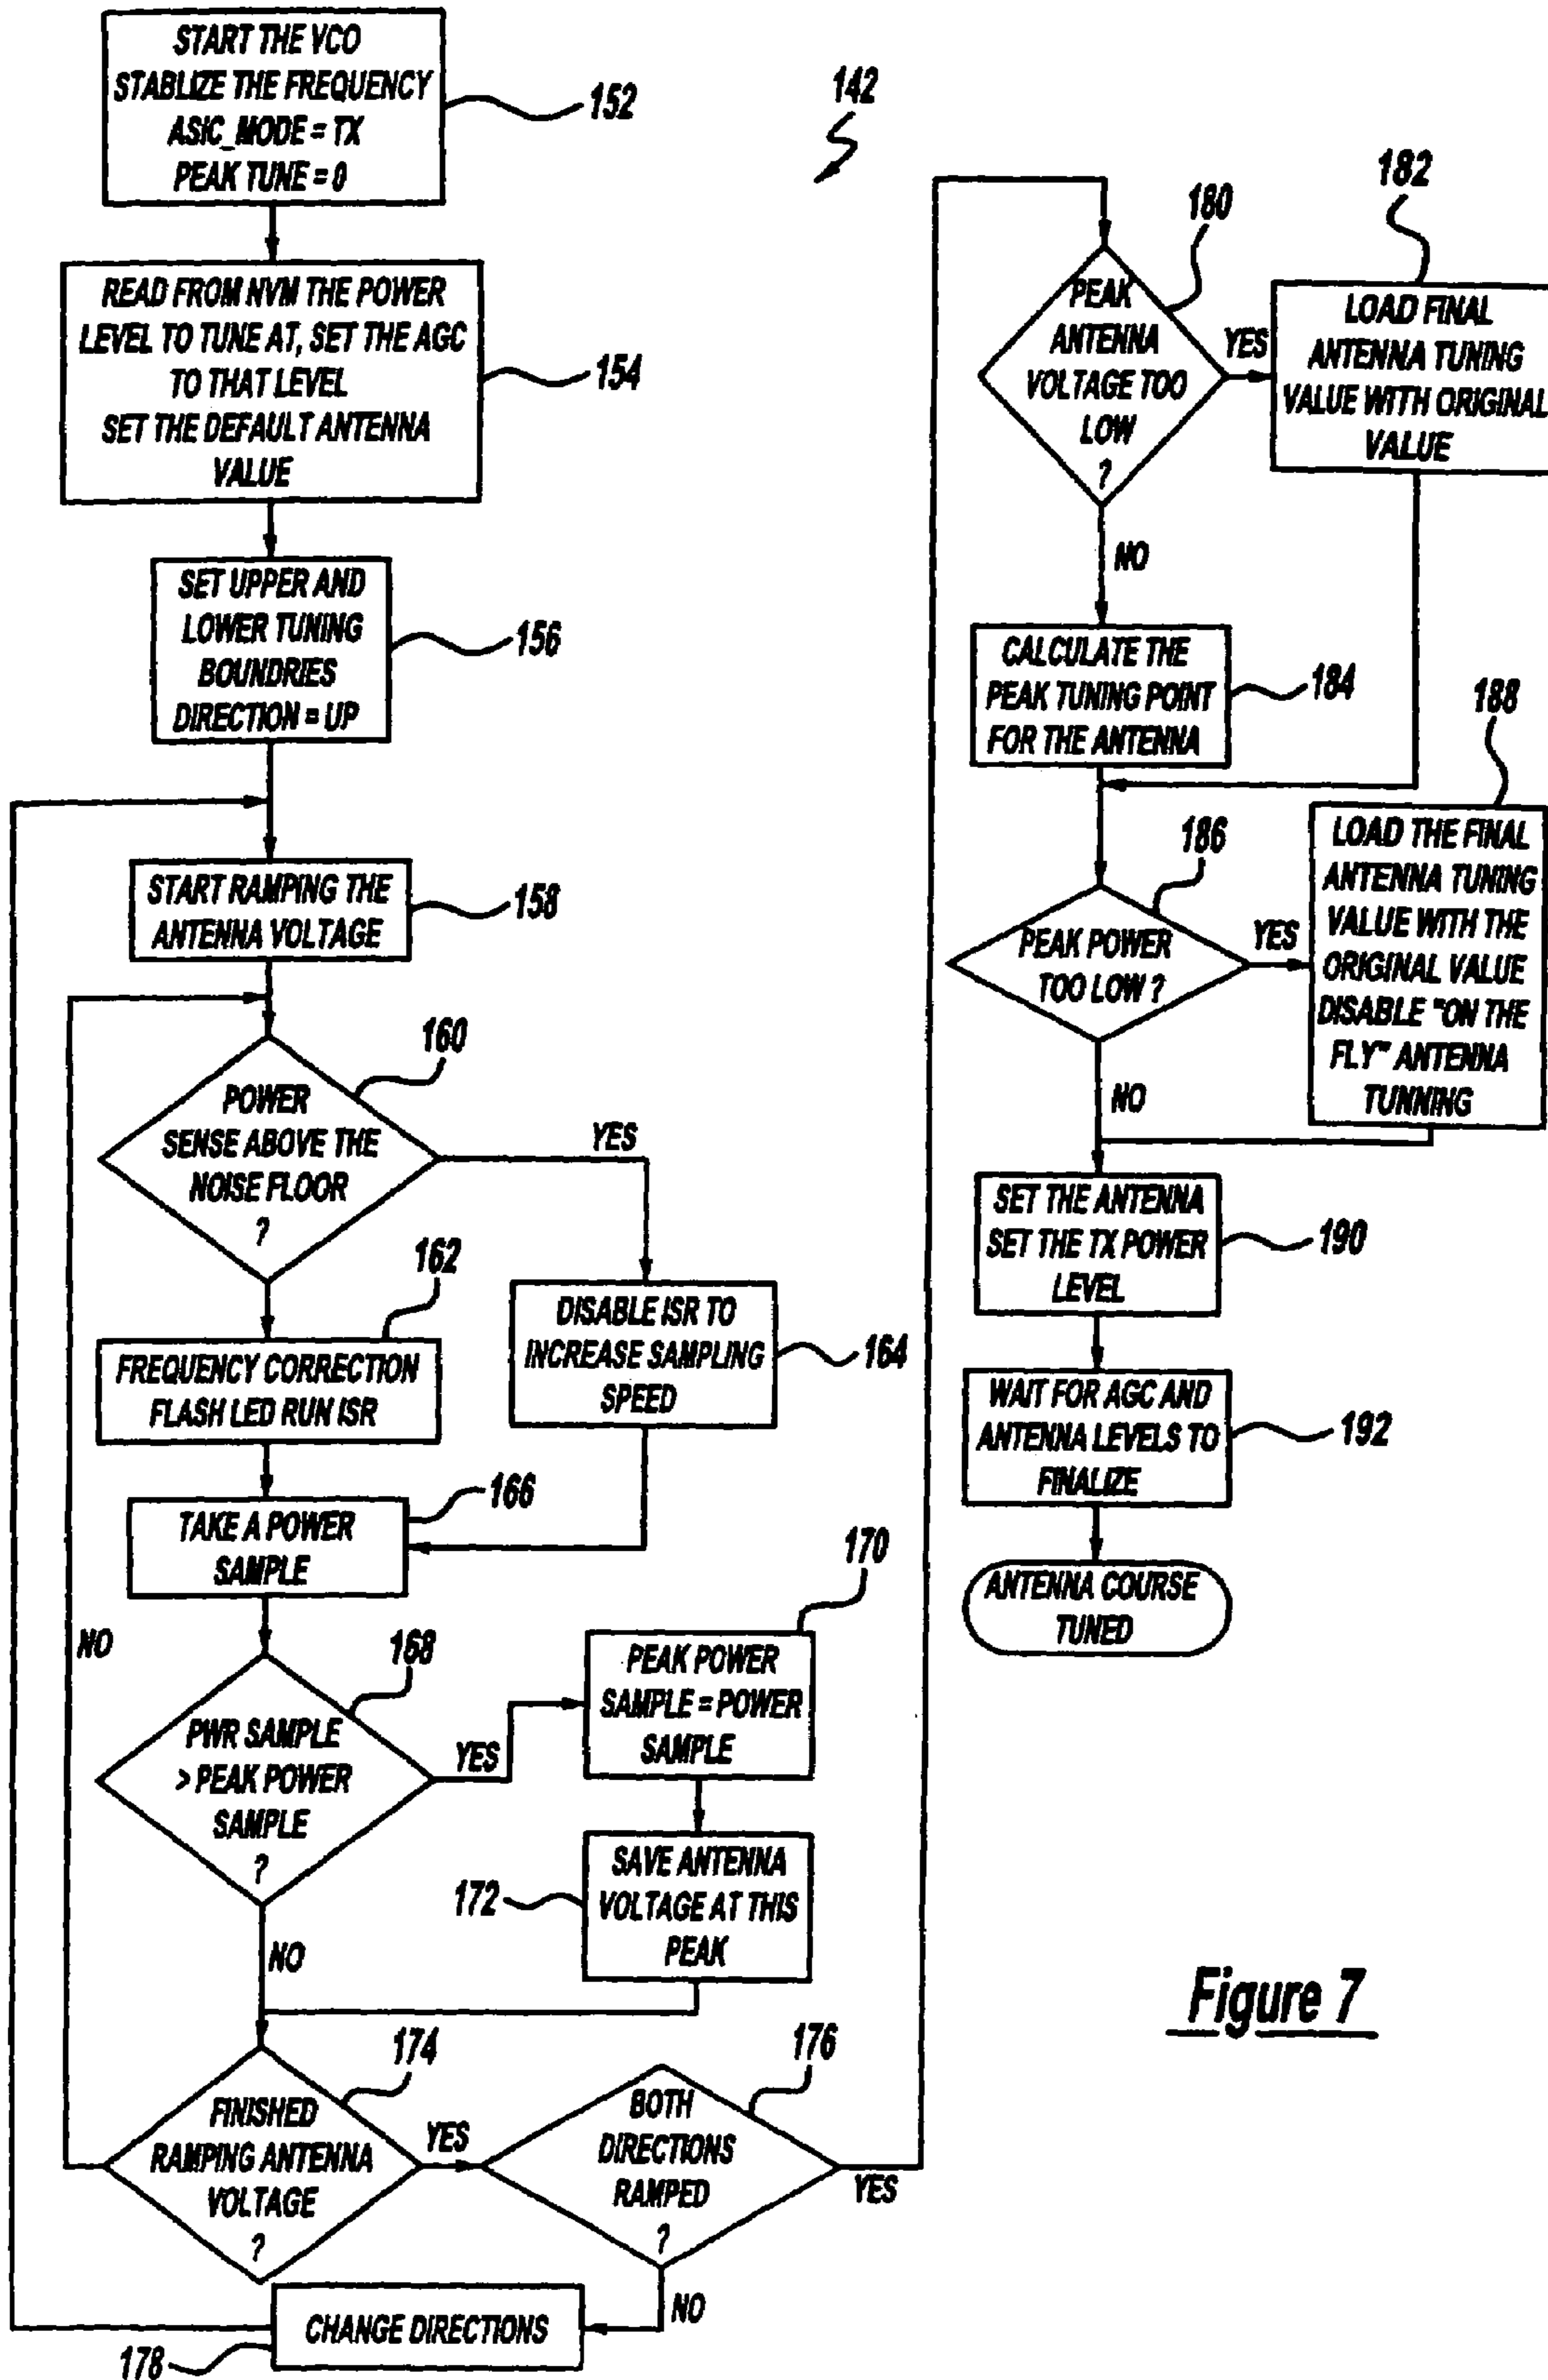 START THE VCO
STABLIZE THE FREQUENCY
ASIC_MODE = TX
PEAK TUNE = 0
152
142
READ FROM NVM THE POWER
LEVEL TO TUNE AT, SET THE AGC
TO THAT LEVEL
SET THE DEFAULT ANTENNA
VALUE
154
SET UPPER AND
LOWER TUNING
BOUNDRIES
DIRECTION = UP
156
START RAMPING THE
ANTENNA VOLTAGE
158
POWER
SENSE ABOVE THE
NOISE FLOOR
?
160
YES
162
FREQUENCY CORRECTION
FLASH LED RUN ISR
DISABLE ISR TO
INCREASE SAMPLING
SPEED
164
TAKE A POWER
SAMPLE
166
NO
PWR SAMPLE
> PEAK POWER
SAMPLE
?
168
YES
NO
170
PEAK POWER
SAMPLE = POWER
SAMPLE
SAVE ANTENNA
VOLTAGE AT THIS
PEAK
172
FINISHED
RAMPING ANTENNA
VOLTAGE
?
174
YES
BOTH
DIRECTIONS
RAMPED
?
176
YES
NO
CHANGE DIRECTIONS
178
PEAK
ANTENNA
VOLTAGE TOO
LOW
?
180
YES
NO
182
LOAD FINAL
ANTENNA TUNING
VALUE WITH ORIGINAL
VALUE
CALCULATE THE
PEAK TUNING POINT
FOR THE ANTENNA
184
PEAK POWER
TOO LOW ?
186
YES
NO
188
LOAD THE FINAL
ANTENNA TUNING
VALUE WITH THE
ORIGINAL VALUE
DISABLE "ON THE
FLY" ANTENNA
TUNNING
SET THE ANTENNA
SET THE TX POWER
LEVEL
190
WAIT FOR AGC AND
ANTENNA LEVELS TO
FINALIZE
192
ANTENNA COURSE
TUNED
Figure 7